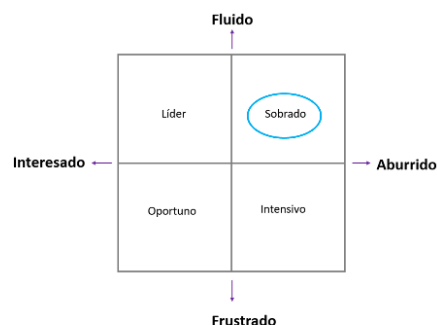 Fluido
Líder
Sobrado
Interesado
Aburrido
Oportuno
Intensivo
Frustrado